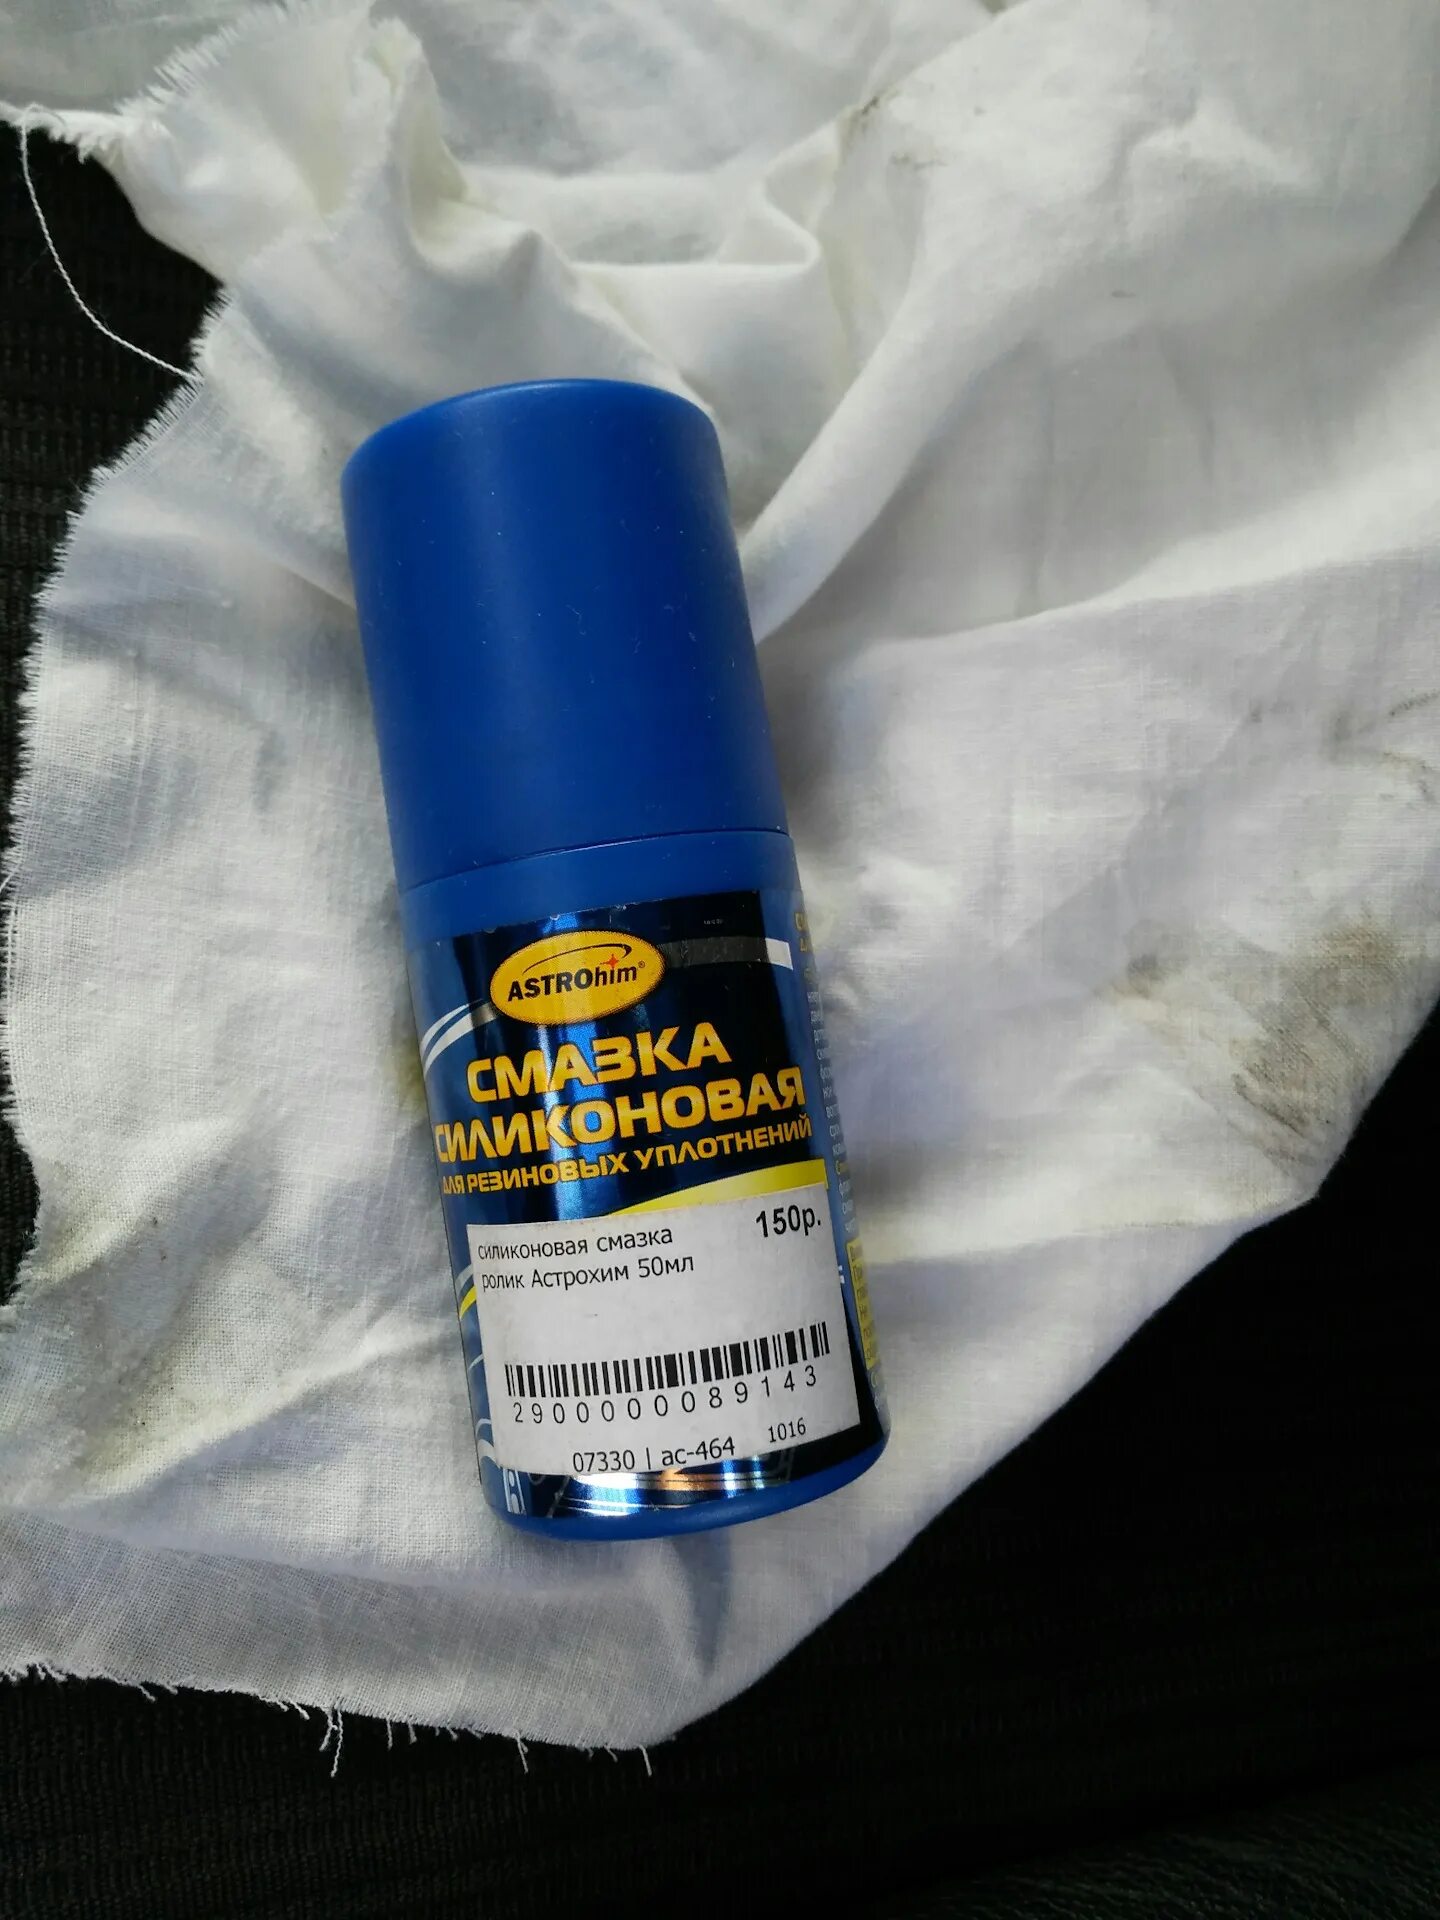 ASTROhim®
СМАЗКА
СИЛИКОНОВАЯ
ДЛЯ РЕЗИНОВЫХ УПЛОТНЕНИЙ
силиконовая смазка 150р.
ролик Астрохим 50мл
2900000089143
07330 | ас-464 1016